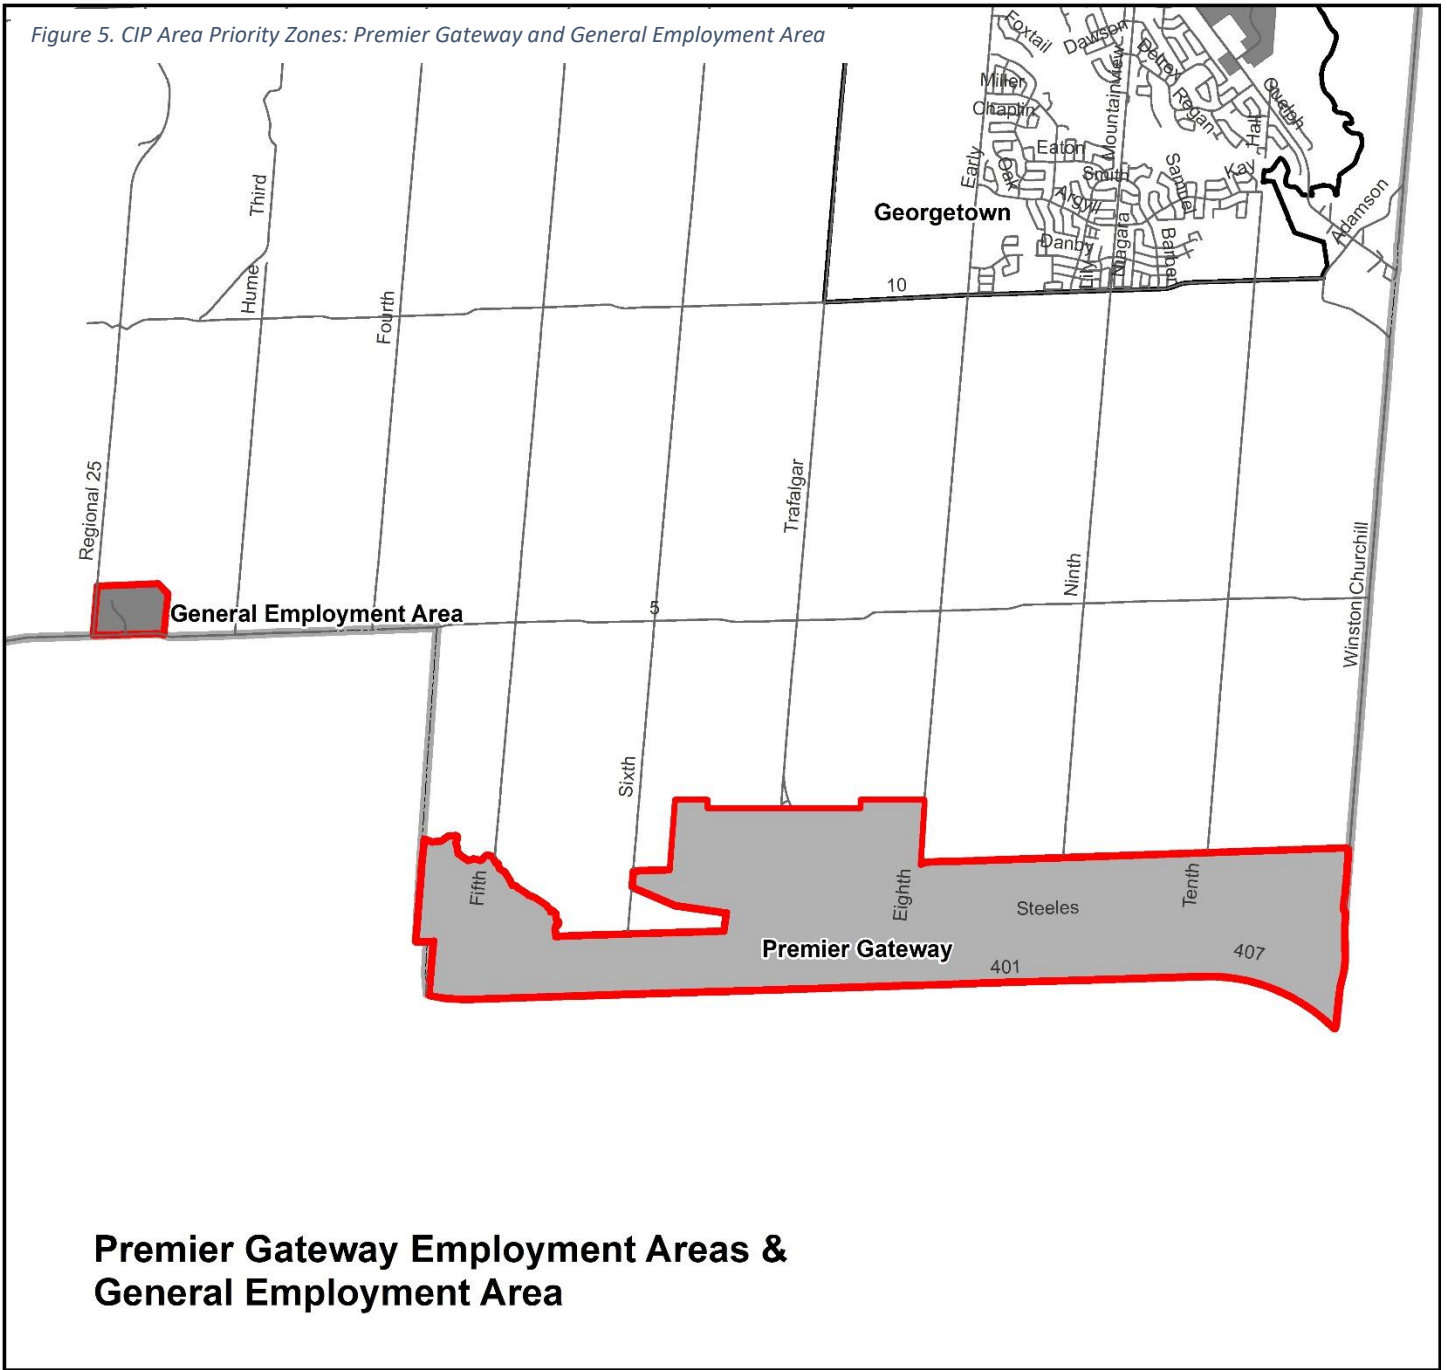 Figure 5. CIP Area Priority Zones: Premier Gateway and General Employment Area
Foxtail
Dawson
Delrex
Mountainview
Miller
Chaplin
Regan
Guelph
Hall
Eaton
Early
Oak
Smith
Samuel
Kay
Argyll
Georgetown
Adamson
Niagara
Danby
Barber
Lily
Third
Hume
10
Fourth
Regional 25
Trafalgar
Ninth
Winston Churchill
General Employment Area
5
Sixth
Fifth
Eighth
Tenth
Steeles
Premier Gateway
401
407
Premier Gateway Employment Areas &
General Employment Area